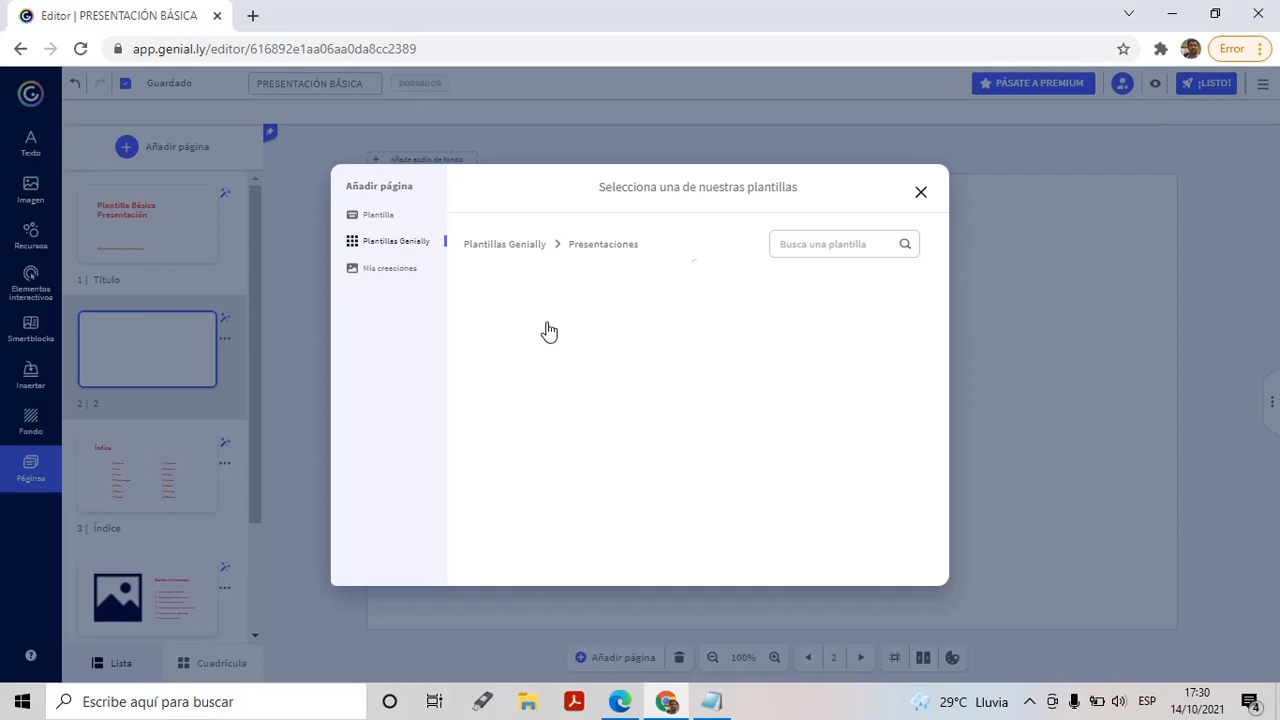 Editor | PRESENTACIÓN BÁSICA
app.genial.ly/editor/616892e1aa06aa0da8cc2389
Error
Guardado
PRESENTACIÓN BÁSICA
BORRADOR
PÁSATE A PREMIUM
¡LISTO!
Texto
Imagen
Recursos
Elementos
interactivos
Smartblocks
Insertar
Fondo
Páginas
Añadir página
Plantilla Básica
Presentación
1 | Título
2 | 2
Índice
3 | Índice
Lista
Cuadrícula
Añade audio de fondo
Añadir página
Plantilla
Plantillas Genially
Mis creaciones
Selecciona una de nuestras plantillas
Plantillas Genially > Presentaciones
Busca una plantilla
Añadir página
100%
2
Escribe aquí para buscar
29°C Lluvia
ESP
17:30
14/10/2021
4